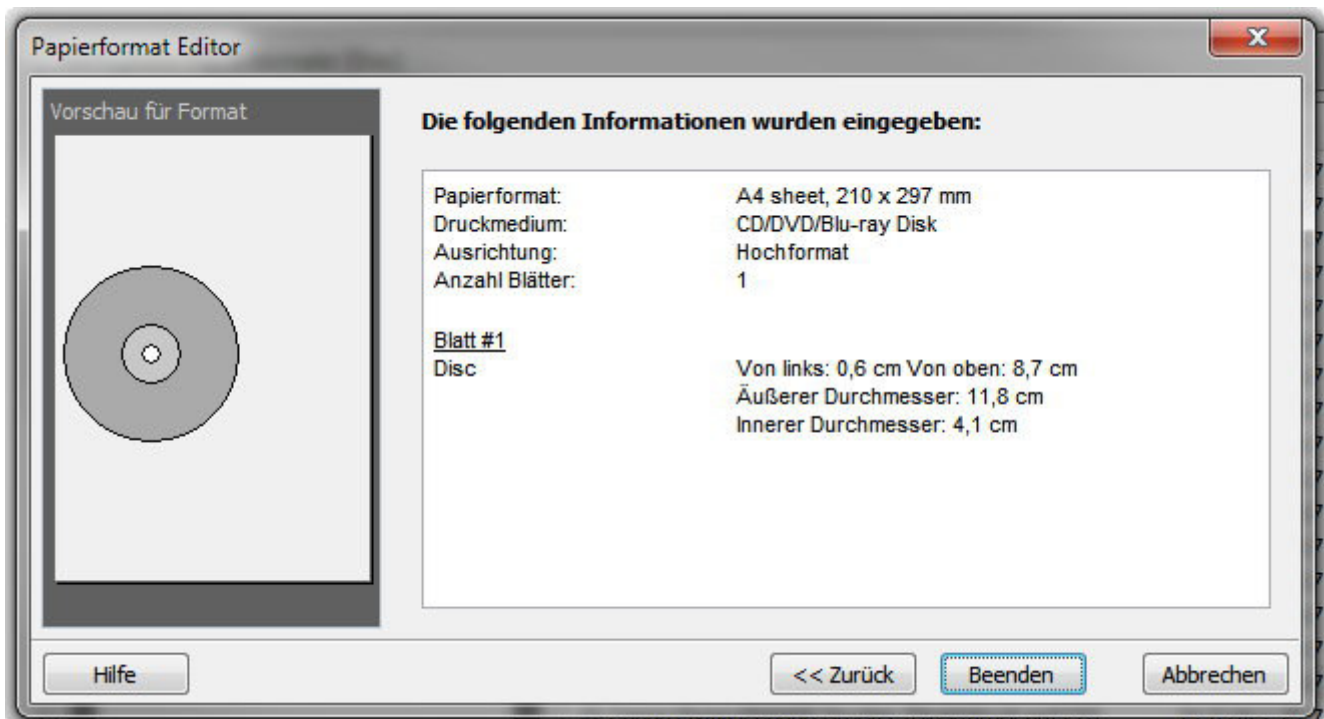 Papierformat Editor
Vorschau für Format
Die folgenden Informationen wurden eingegeben:
Papierformat: A4 sheet, 210 x 297 mm
Druckmedium: CD/DVD/Blu-ray Disk
Ausrichtung: Hochformat
Anzahl Blätter: 1
Blatt #1
Disc Von links: 0,6 cm Von oben: 8,7 cm
Äußerer Durchmesser: 11,8 cm
Innerer Durchmesser: 4,1 cm
Hilfe << Zurück Beenden Abbrechen